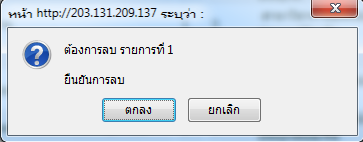 หน้า http://203.131.209.137 ระบุว่า :
ต้องการลบ รายการที่ 1
ยืนยันการลบ
ตกลง
ยกเลิก